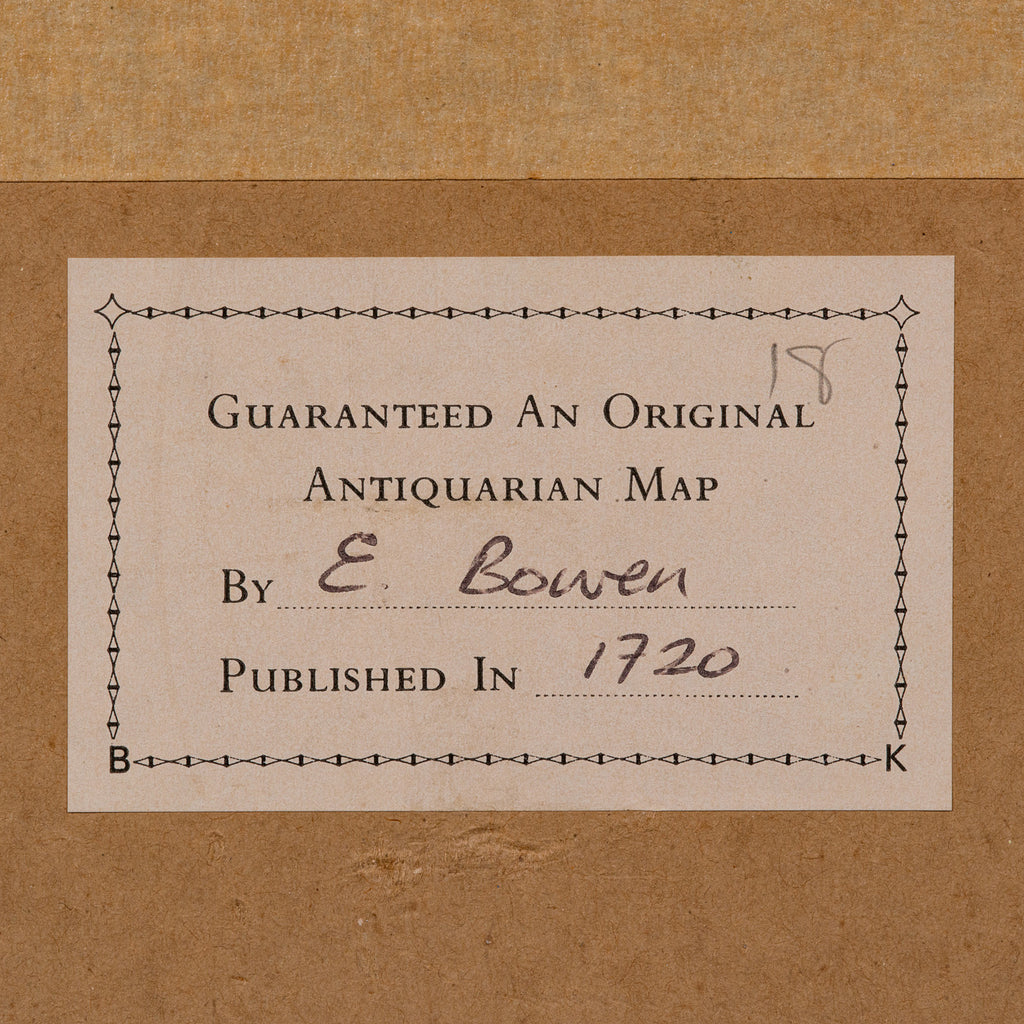 18
GUARANTEED AN ORIGINAL
ANTIQUARIAN MAP
BY E. Bowen
PUBLISHED IN 1720
B K